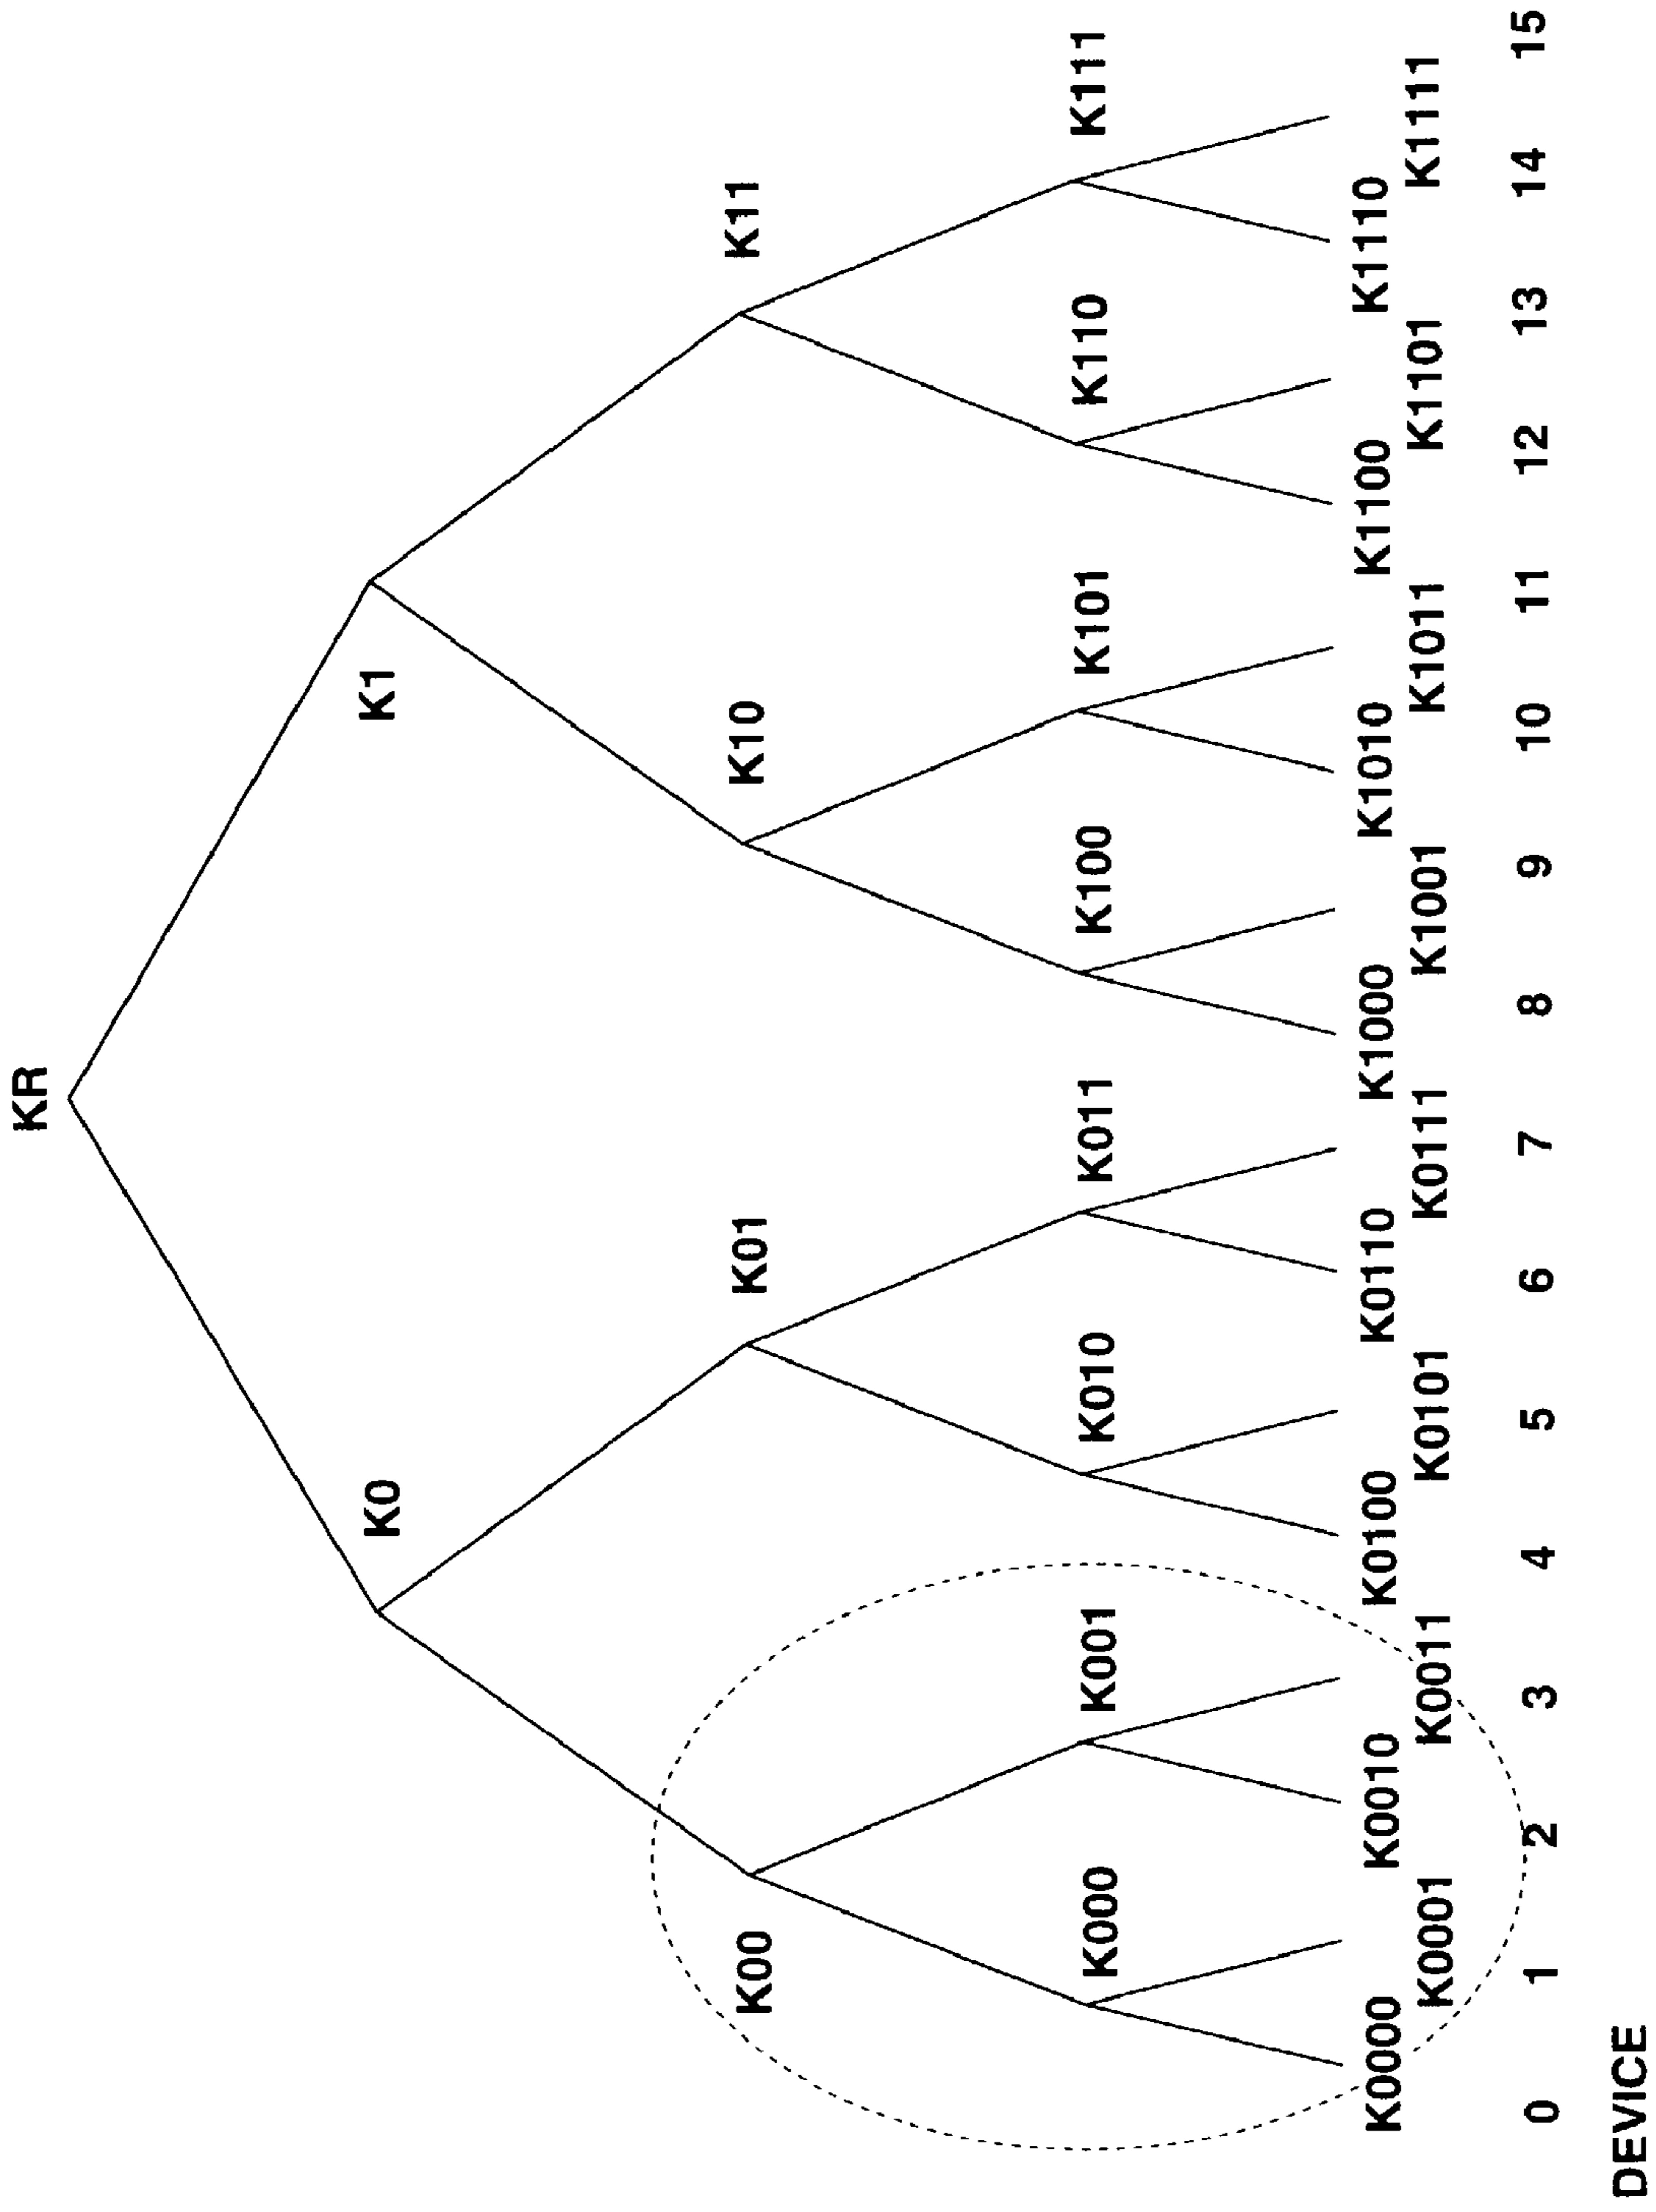 KR
K0 K1
K00 K01 K10 K11
K000 K001 K010 K011 K100 K101 K110 K111
K0000 K0010 K0100 K0110 K1000 K1010 K1100 K1110
K0001 K0011 K0101 K0111 K1001 K1011 K1101 K1111
0 1 2 3 4 5 6 7 8 9 10 11 12 13 14 15
DEVICE